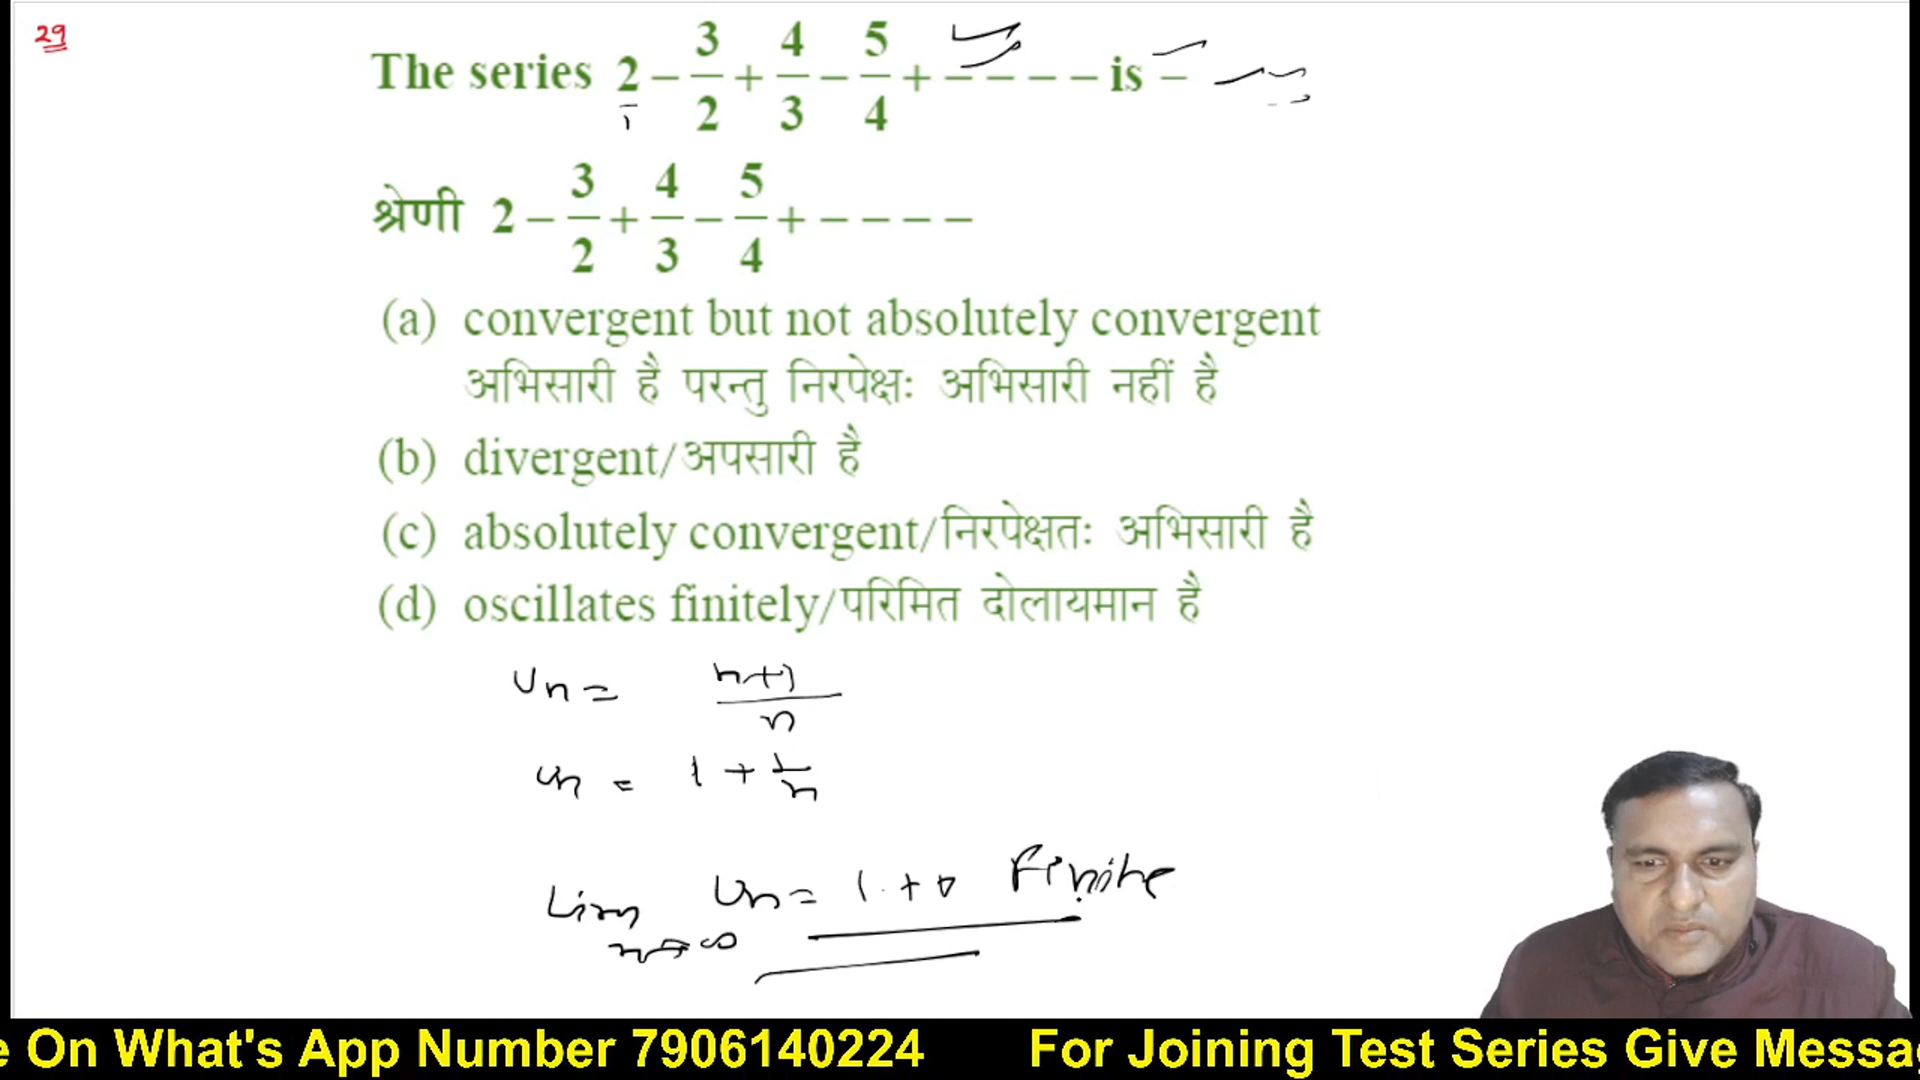 29
The series 2 − 3/2 + 4/3 − 5/4 + − − − − is −
1
श्रेणी 2 − 3/2 + 4/3 − 5/4 + − − − −
(a) convergent but not absolutely convergent
अभिसारी है परन्तु निरपेक्षः अभिसारी नहीं है
(b) divergent/अपसारी है
(c) absolutely convergent/निरपेक्षतः अभिसारी है
(d) oscillates finitely/परिमित दोलायमान है
Un = n+1/n
un = 1 + 1/n
Lim n→∞ Un = 1 + 0 Finite
e On What's App Number 7906140224 For Joining Test Series Give Messag